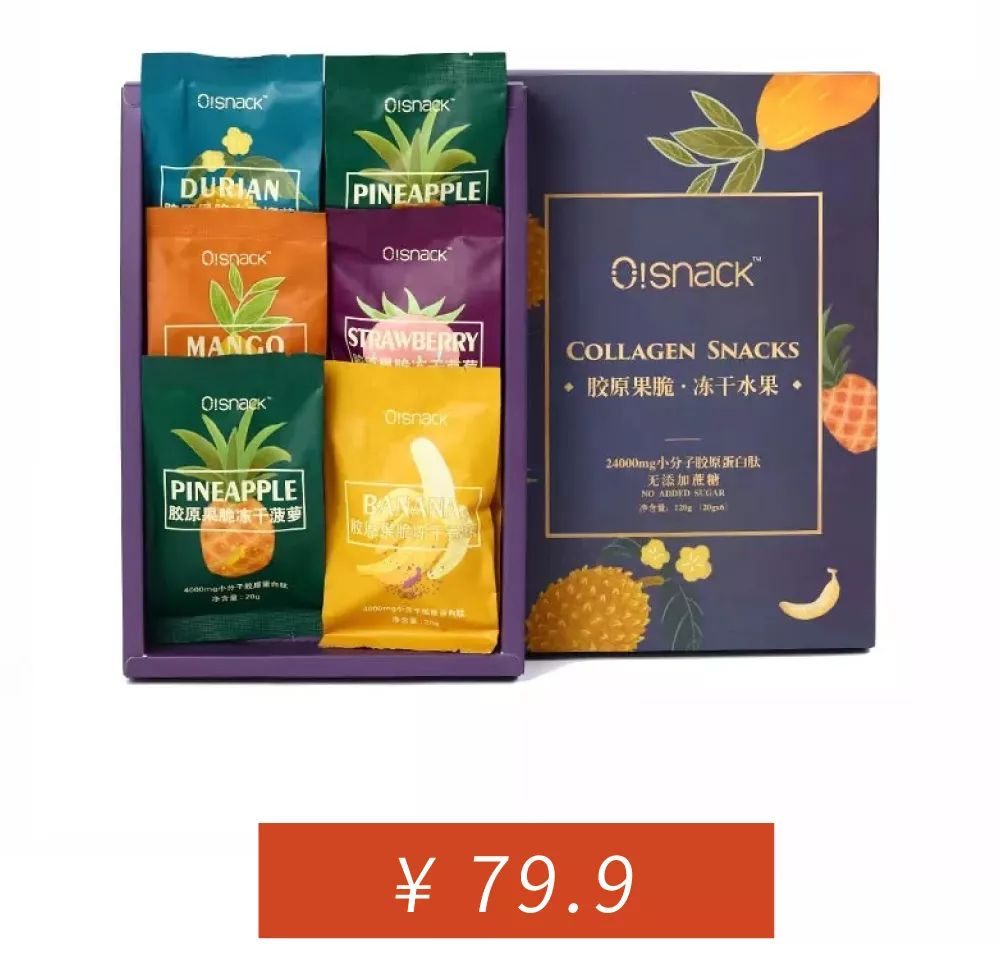 O!SNACK™
DURIAN
O!SNACK™
PINEAPPLE
O!SNACK™
MANGO
O!SNACK™
STRAWBERRY
O!SNACK™
PINEAPPLE
胶原果脆冻干菠萝
4000mg小分子胶原蛋白肽
净含量:20g
O!SNACK™
BANANA
胶原果脆冻干香蕉
4000mg小分子胶原蛋白肽
净含量:20g
O!SNACK™
COLLAGEN SNACKS
胶原果脆·冻干水果
24000mg小分子胶原蛋白肽
无添加蔗糖
NO ADDED SUGAR
净含量: 120g (20gx6)
¥ 79.9